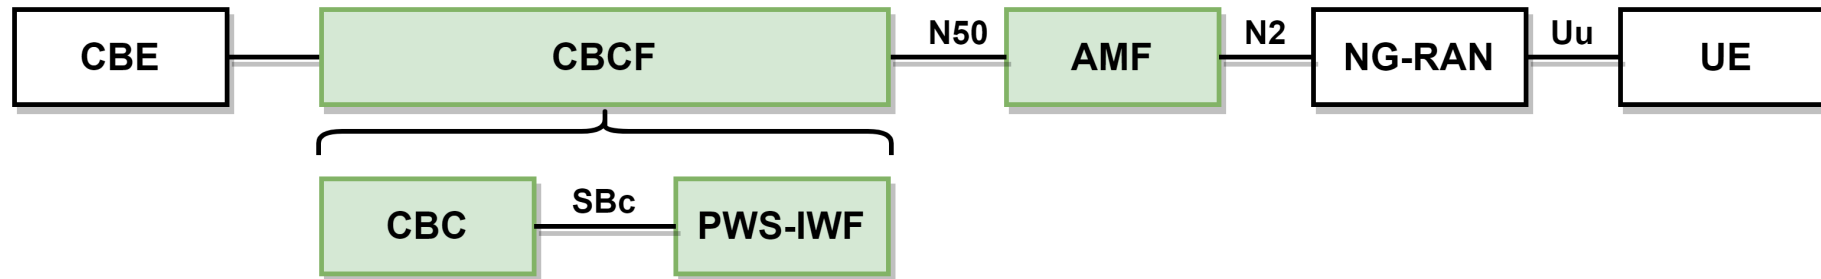 CBE
CBCF
N50
AMF
N2
NG-RAN
Uu
UE
CBC
SBc
PWS-IWF